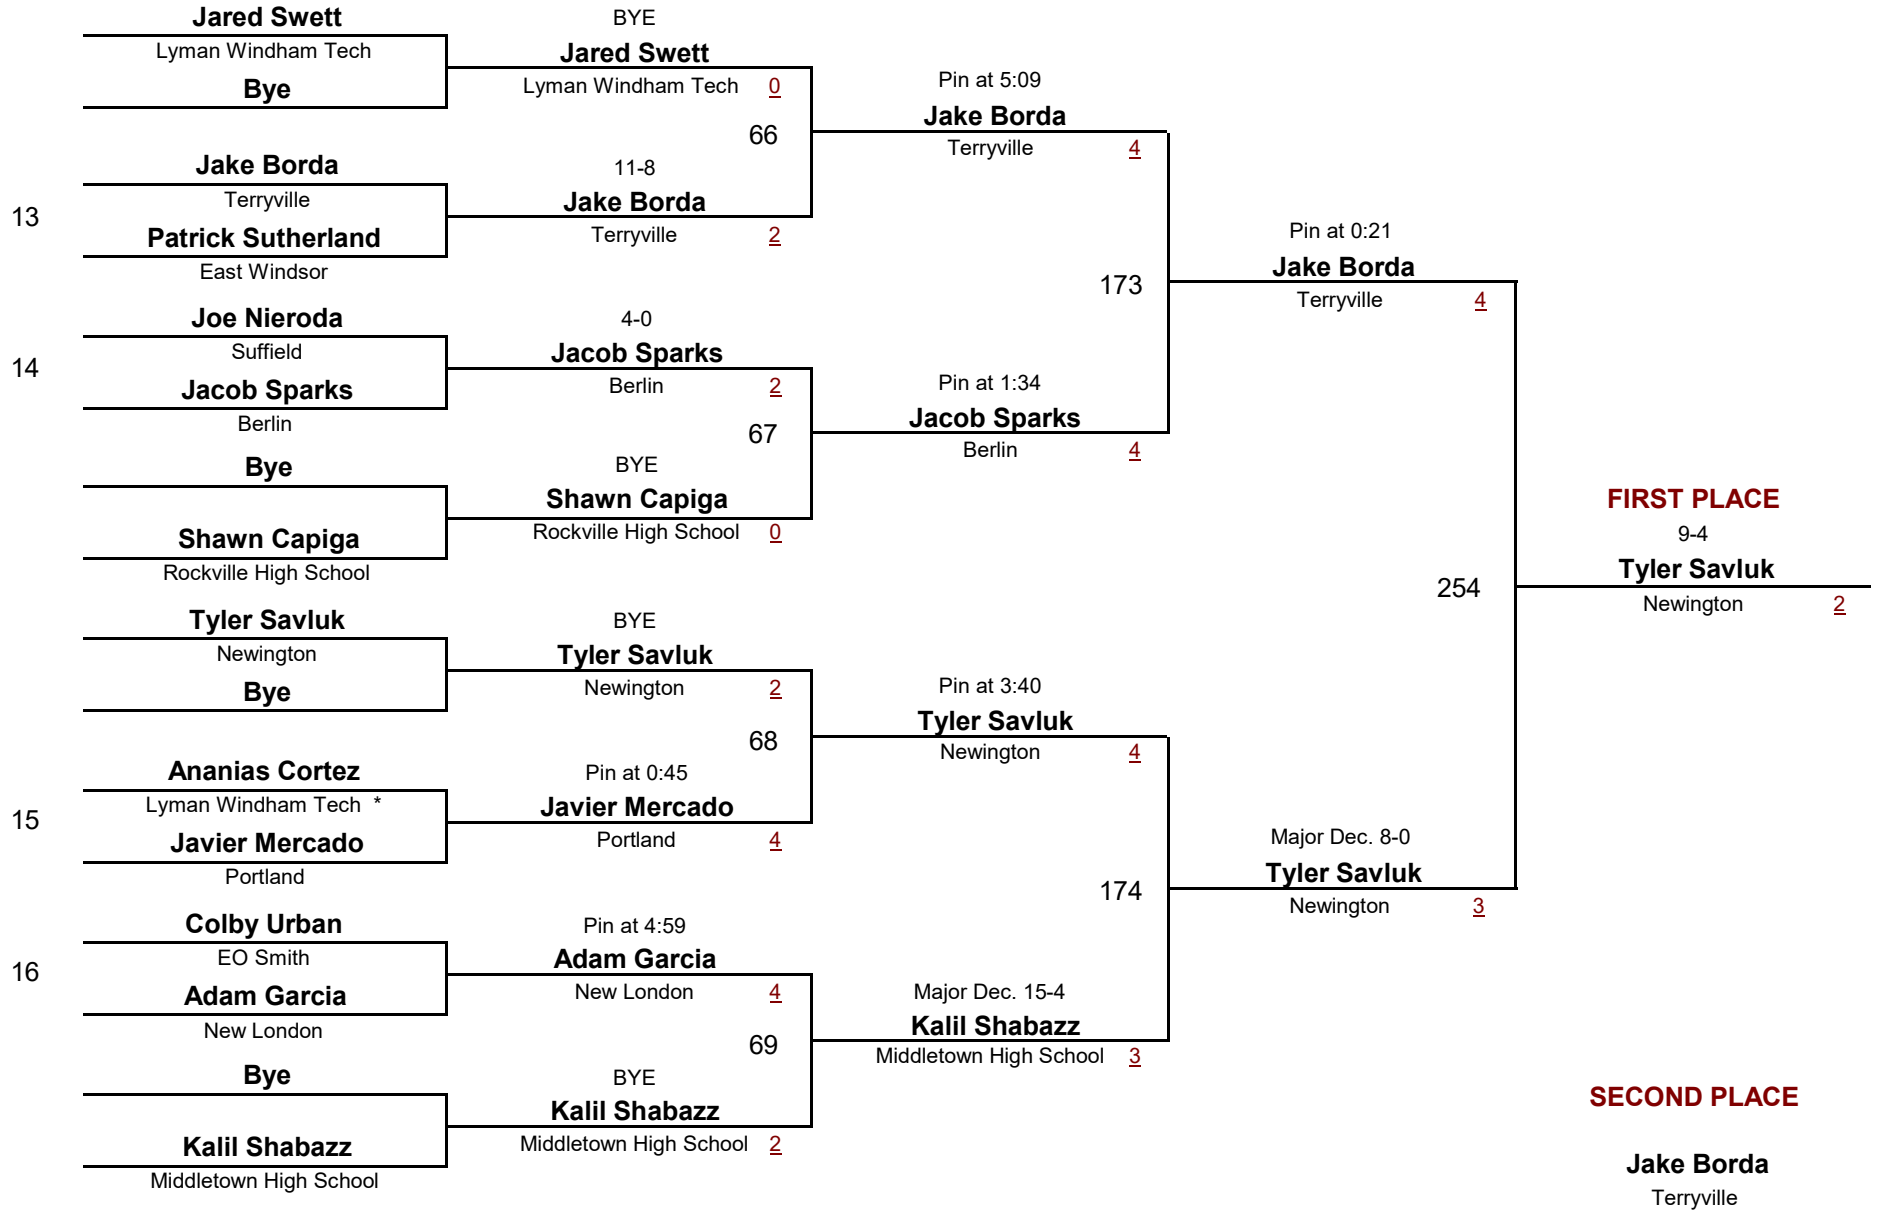 Jared Swett
Lyman Windham Tech
Bye
13
Jake Borda
Terryville
Patrick Sutherland
East Windsor
14
Joe Nieroda
Suffield
Jacob Sparks
Berlin
Bye
Shawn Capiga
Rockville High School
Tyler Savluk
Newington
Bye
15
Ananias Cortez
Lyman Windham Tech *
Javier Mercado
Portland
16
Colby Urban
EO Smith
Adam Garcia
New London
Bye
Kalil Shabazz
Middletown High School
BYE
Jared Swett
Lyman Windham Tech 0
66
11-8
Jake Borda
Terryville 2
4-0
Jacob Sparks
Berlin 2
67
BYE
Shawn Capiga
Rockville High School 0
BYE
Tyler Savluk
Newington 2
68
Pin at 0:45
Javier Mercado
Portland 4
Pin at 4:59
Adam Garcia
New London 4
69
BYE
Kalil Shabazz
Middletown High School 2
Pin at 5:09
Jake Borda
Terryville 4
173
Pin at 1:34
Jacob Sparks
Berlin 4
Pin at 3:40
Tyler Savluk
Newington 4
174
Major Dec. 15-4
Kalil Shabazz
Middletown High School 3
Pin at 0:21
Jake Borda
Terryville 4
254
Major Dec. 8-0
Tyler Savluk
Newington 3
FIRST PLACE
9-4
Tyler Savluk
Newington 2
SECOND PLACE
Jake Borda
Terryville